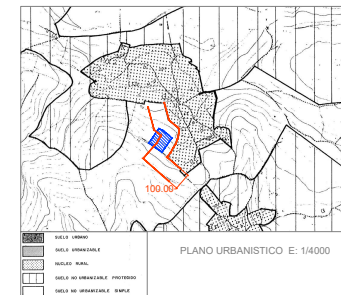 100.00
PLANO URBANISTICO E: 1/4000
SUELO URBANO
SUELO URBANIZABLE
NUCLEO RURAL
SUELO NO URBANIZABLE PROTEGIDO
SUELO NO URBANIZABLE SIMPLE